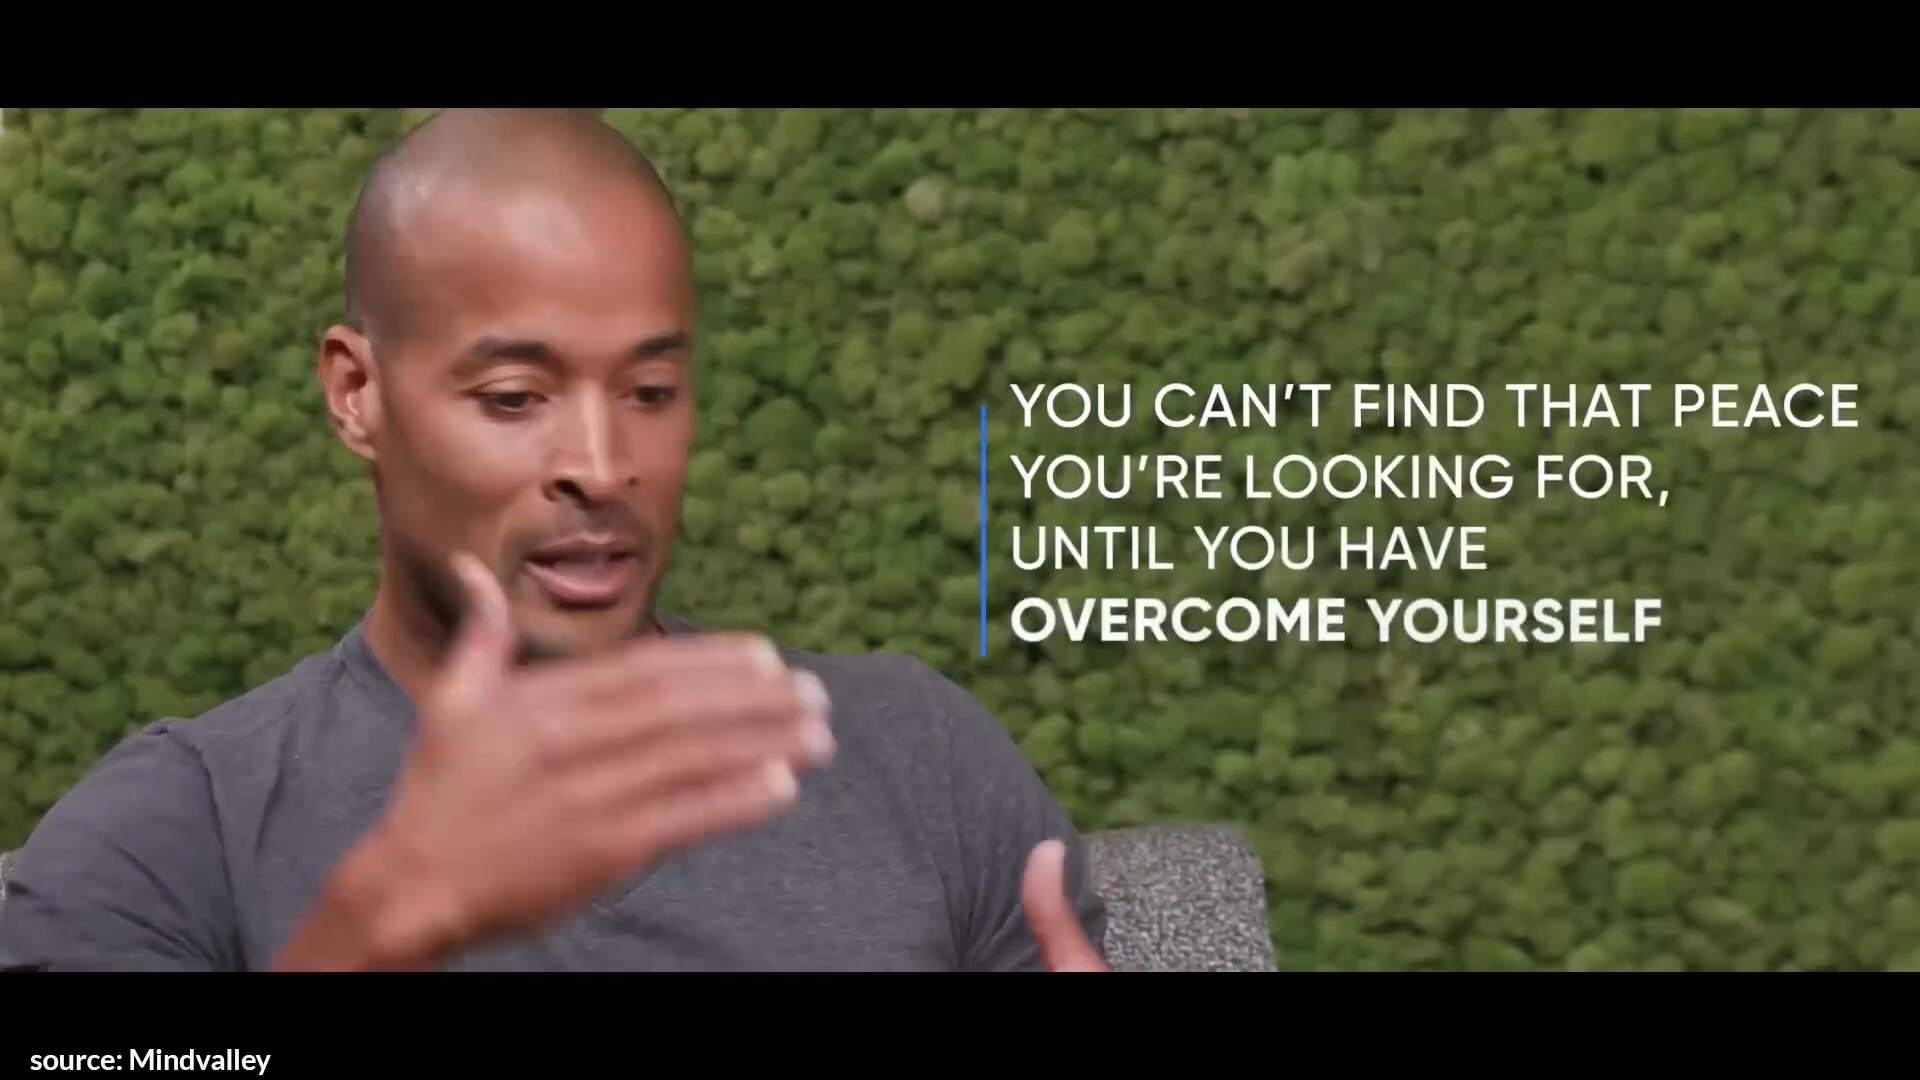 YOU CAN'T FIND THAT PEACE
YOU'RE LOOKING FOR,
UNTIL YOU HAVE
OVERCOME YOURSELF
source: Mindvalley